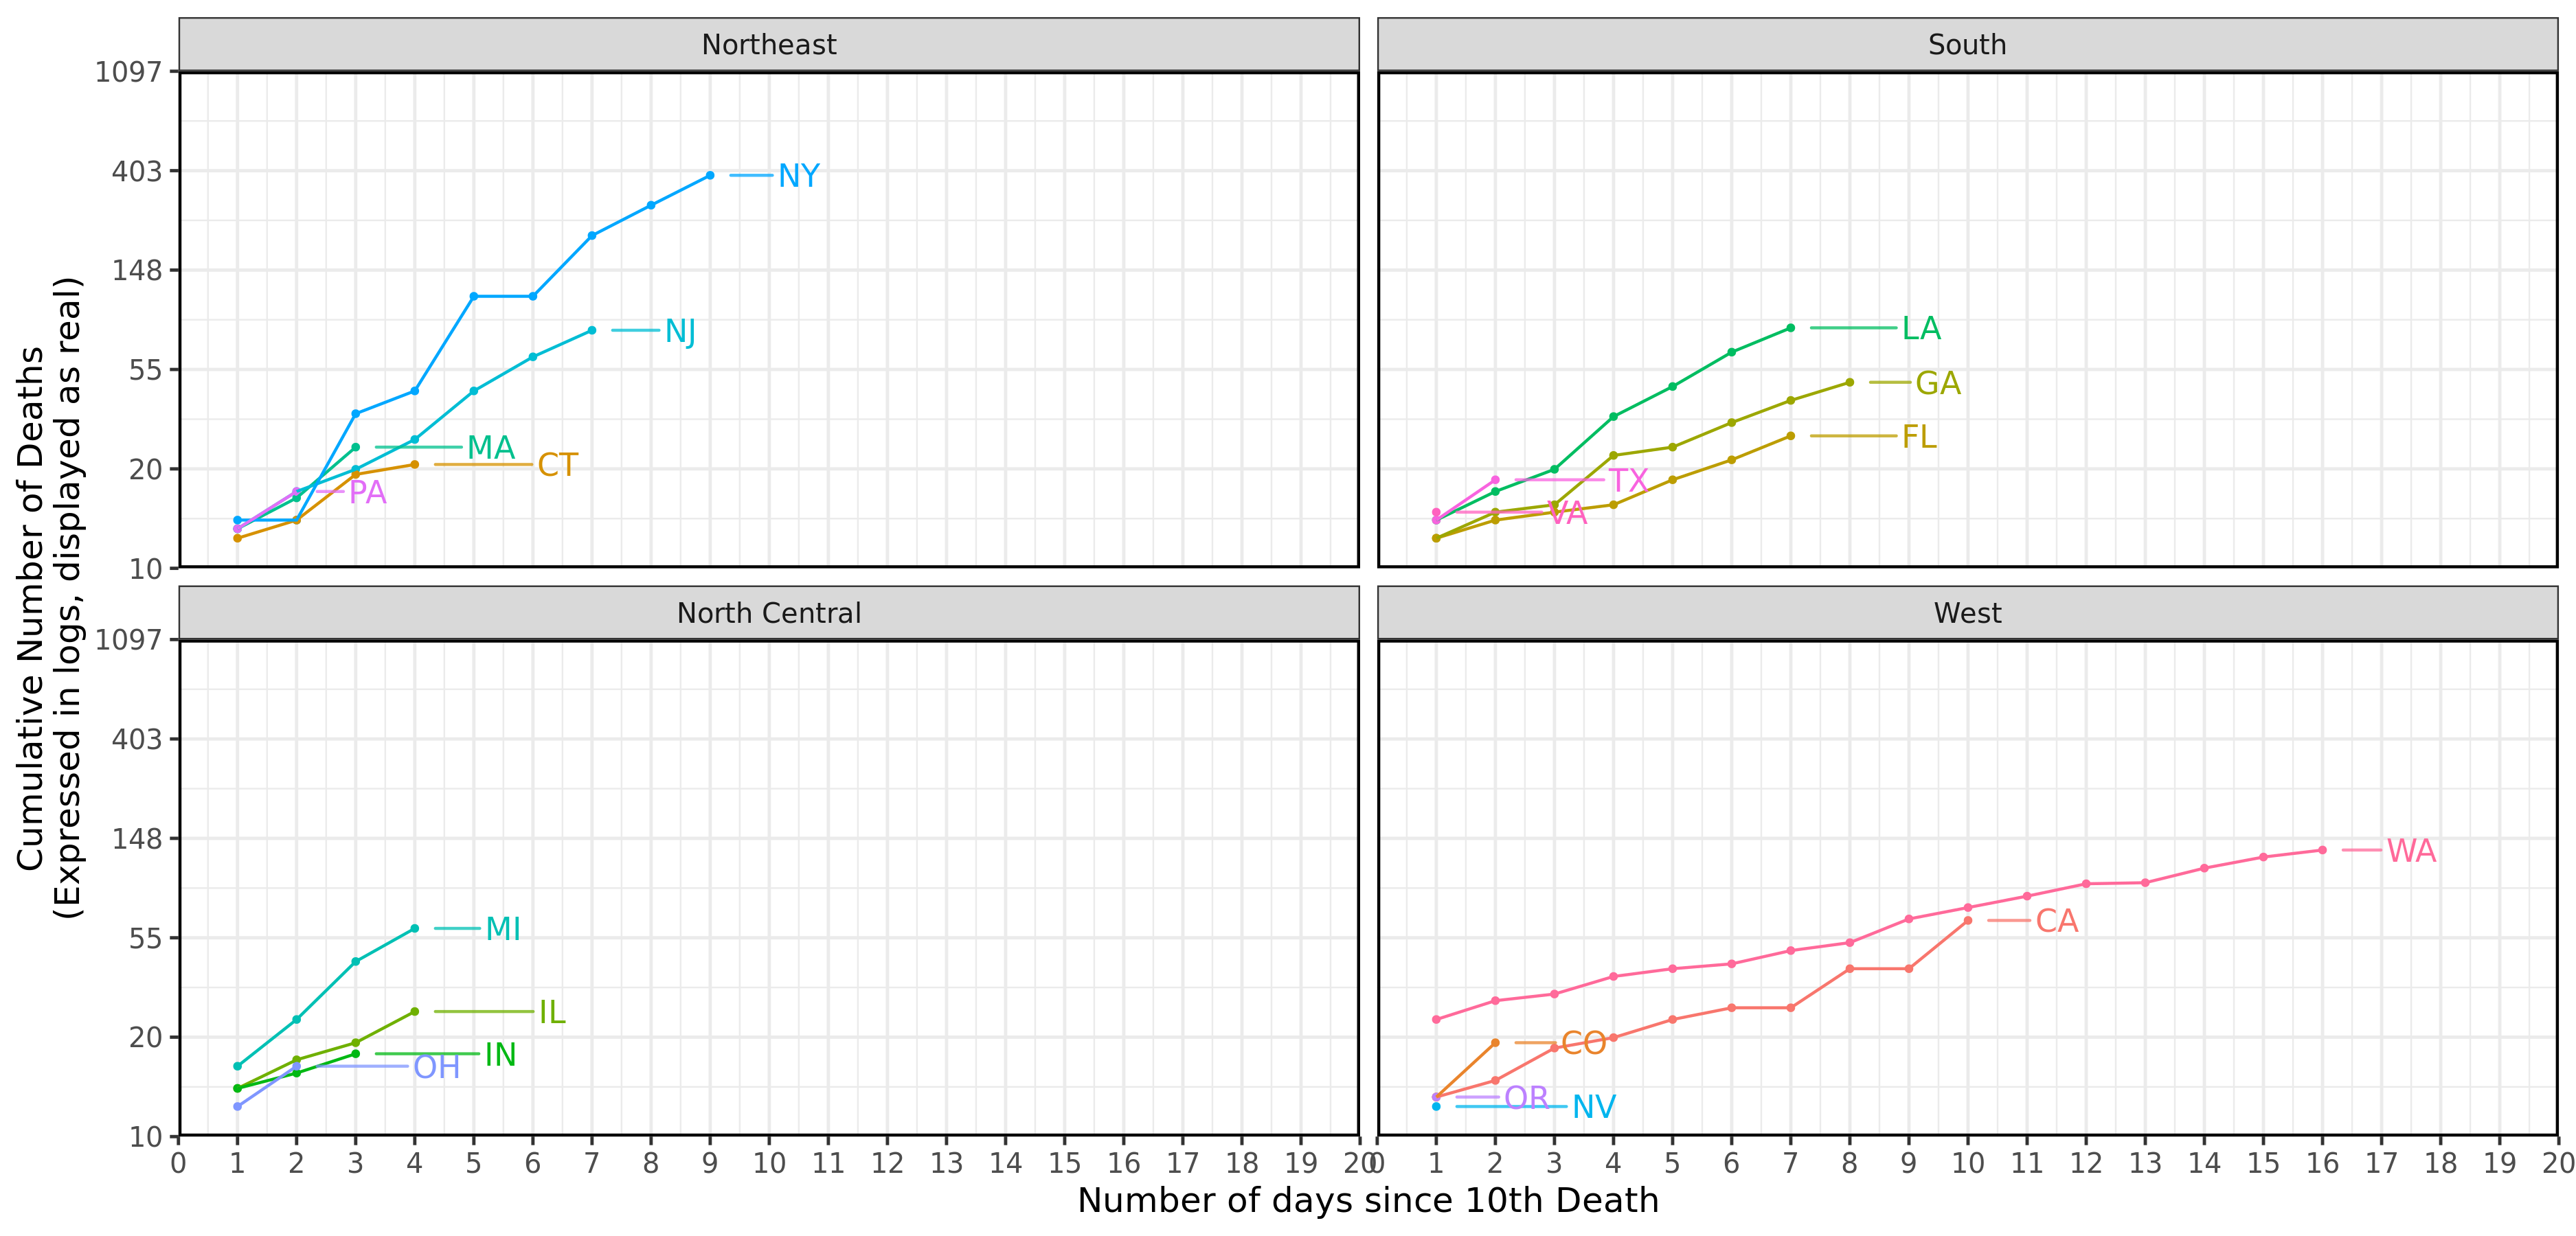 Northeast
South
1097
403
148
55
20
10
NY
NJ
MA
CT
PA
LA
GA
FL
TX
VA
North Central
West
1097
403
148
55
20
10
MI
IL
IN
OH
WA
CA
CO
OR
NV
0 1 2 3 4 5 6 7 8 9 10 11 12 13 14 15 16 17 18 19 20
0 1 2 3 4 5 6 7 8 9 10 11 12 13 14 15 16 17 18 19 20
Number of days since 10th Death
Cumulative Number of Deaths
(Expressed in logs, displayed as real)